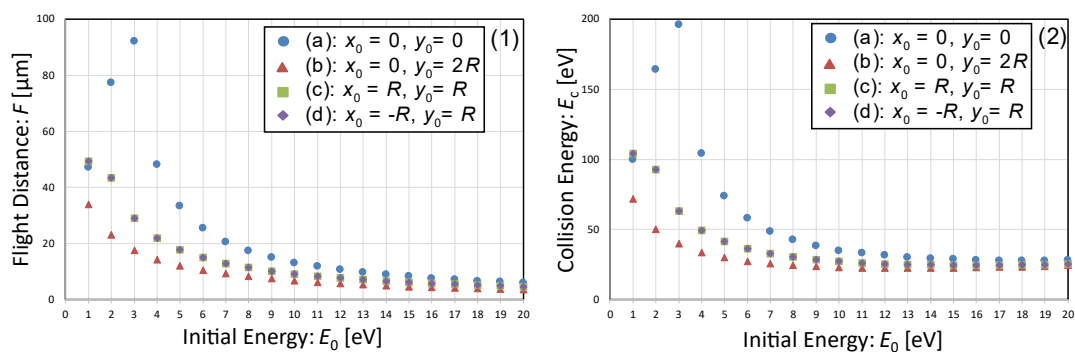 100
80
60
40
20
0
Flight Distance: F [µm]
(1)
(a): x₀ = 0, y₀= 0
(b): x₀ = 0, y₀= 2R
(c): x₀ = R, y₀= R
(d): x₀ = -R, y₀= R
0 1 2 3 4 5 6 7 8 9 10 11 12 13 14 15 16 17 18 19 20
Initial Energy: E₀ [eV]
200
150
100
50
0
Collision Energy: E꜀ [eV]
(2)
(a): x₀ = 0, y₀= 0
(b): x₀ = 0, y₀= 2R
(c): x₀ = R, y₀= R
(d): x₀ = -R, y₀= R
0 1 2 3 4 5 6 7 8 9 10 11 12 13 14 15 16 17 18 19 20
Initial Energy: E₀ [eV]